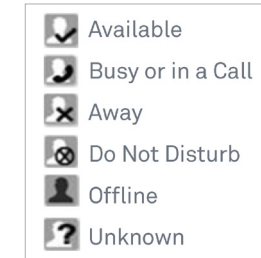 Available
Busy or in a Call
Away
Do Not Disturb
Offline
Unknown